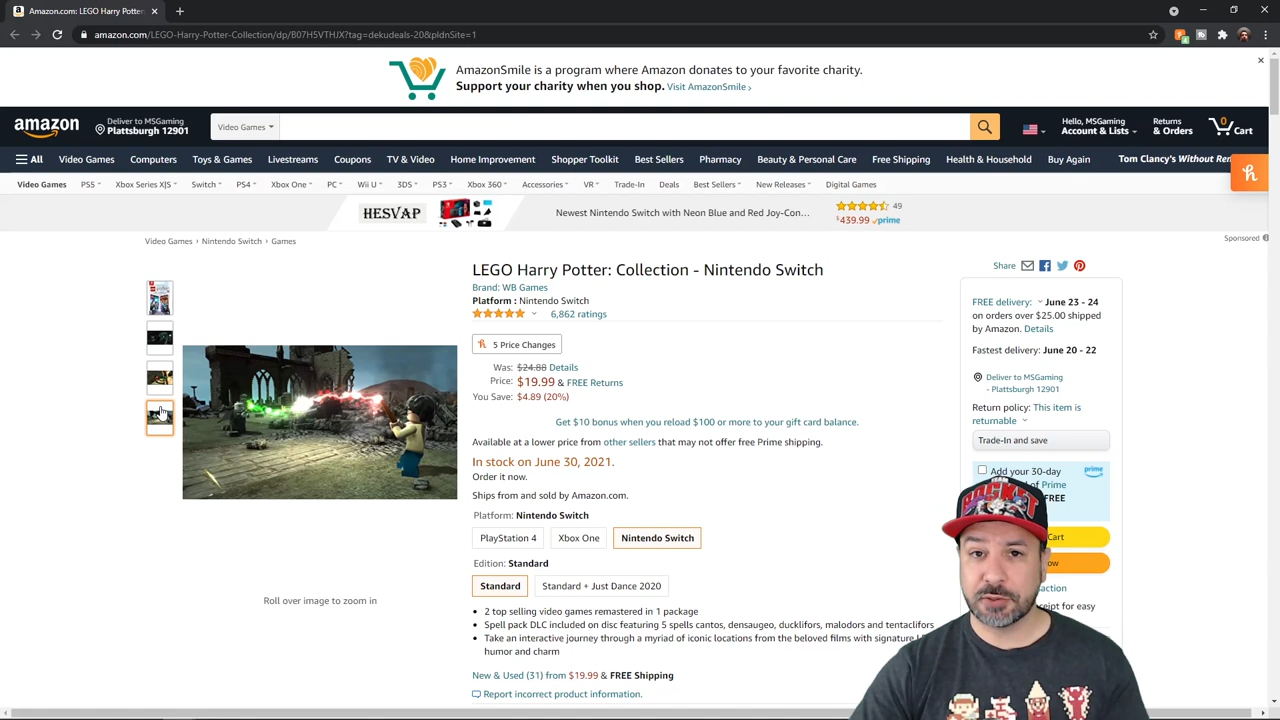 Amazon.com: LEGO Harry Potter:
amazon.com/LEGO-Harry-Potter-Collection/dp/B07H5VTHJX?tag=dekudeals-20&pldnSite=1
AmazonSmile is a program where Amazon donates to your favorite charity.
Support your charity when you shop. Visit AmazonSmile ›
amazon
Deliver to MSGaming
Plattsburgh 12901
Video Games
Hello, MSGaming
Account & Lists
Returns
& Orders
0
Cart
All
Video Games
Computers
Toys & Games
Livestreams
Coupons
TV & Video
Home Improvement
Shopper Toolkit
Best Sellers
Pharmacy
Beauty & Personal Care
Free Shipping
Health & Household
Buy Again
Tom Clancy's Without Rem
Video Games
PS5
Xbox Series X|S
Switch
PS4
Xbox One
PC
Wii U
3DS
PS3
Xbox 360
Accessories
VR
Trade-In
Deals
Best Sellers
New Releases
Digital Games
HESVAP
Newest Nintendo Switch with Neon Blue and Red Joy-Con…
49
$439.99 prime
Sponsored
Video Games › Nintendo Switch › Games
LEGO Harry Potter: Collection - Nintendo Switch
Brand: WB Games
Platform : Nintendo Switch
6,862 ratings
5 Price Changes
Was: $24.88 Details
Price: $19.99 & FREE Returns
You Save: $4.89 (20%)
Get $10 bonus when you reload $100 or more to your gift card balance.
Available at a lower price from other sellers that may not offer free Prime shipping.
In stock on June 30, 2021.
Order it now.
Ships from and sold by Amazon.com.
Platform: Nintendo Switch
PlayStation 4
Xbox One
Nintendo Switch
Edition: Standard
Standard
Standard + Just Dance 2020
• 2 top selling video games remastered in 1 package
• Spell pack DLC included on disc featuring 5 spells cantos, densaugeo, ducklifors, malodors and tentaclifors
• Take an interactive journey through a myriad of iconic locations from the beloved films with signature
humor and charm
New & Used (31) from $19.99 & FREE Shipping
Report incorrect product information.
Roll over image to zoom in
Share
FREE delivery: June 23 - 24
on orders over $25.00 shipped
by Amazon. Details
Fastest delivery: June 20 - 22
Deliver to MSGaming
- Plattsburgh 12901
Return policy: This item is
returnable
Trade-In and save
Add your 30-day
of Prime
FREE
prime
Cart